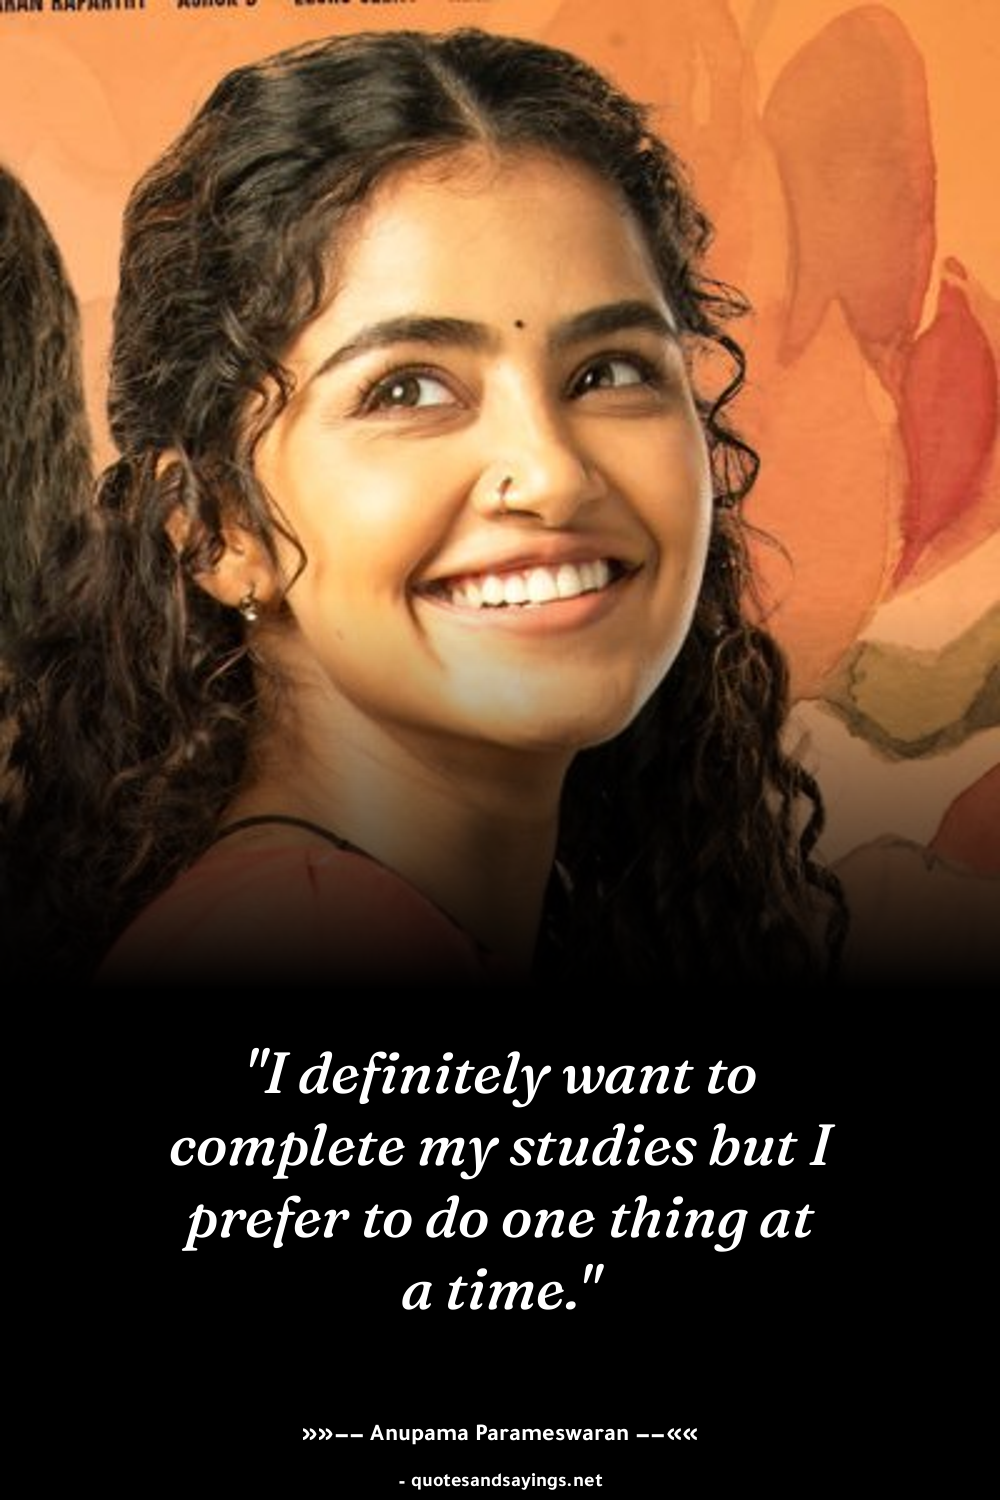 "I definitely want to
complete my studies but I
prefer to do one thing at
a time."
»»−− Anupama Parameswaran −−««
- quotesandsayings.net